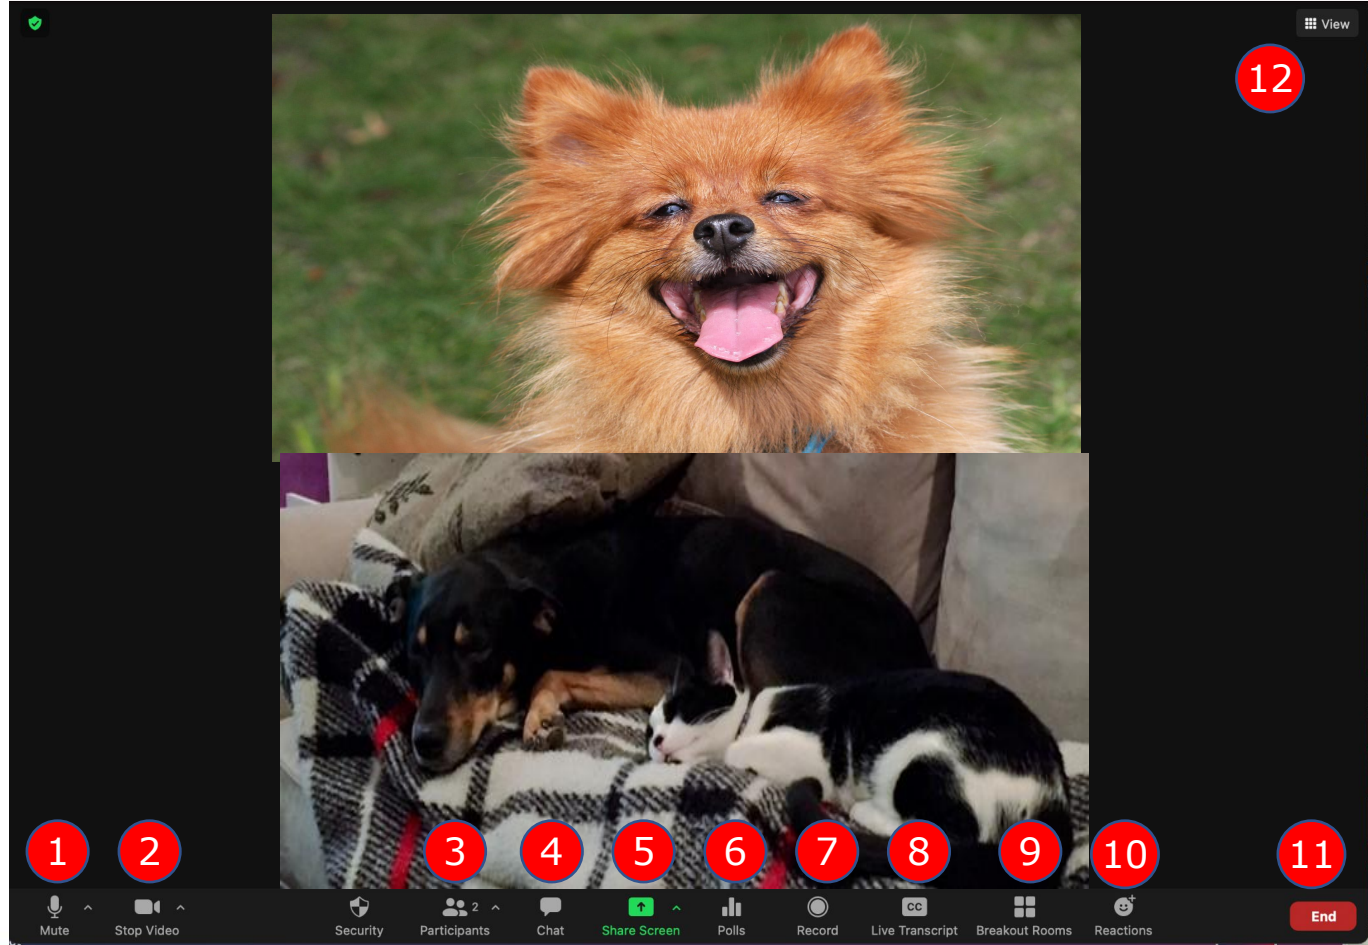 View
12
1
2
3
4
5
6
7
8
9
10
11
2
CC
Mute
Stop Video
Security
Participants
Chat
Share Screen
Polls
Record
Live Transcript
Breakout Rooms
Reactions
End